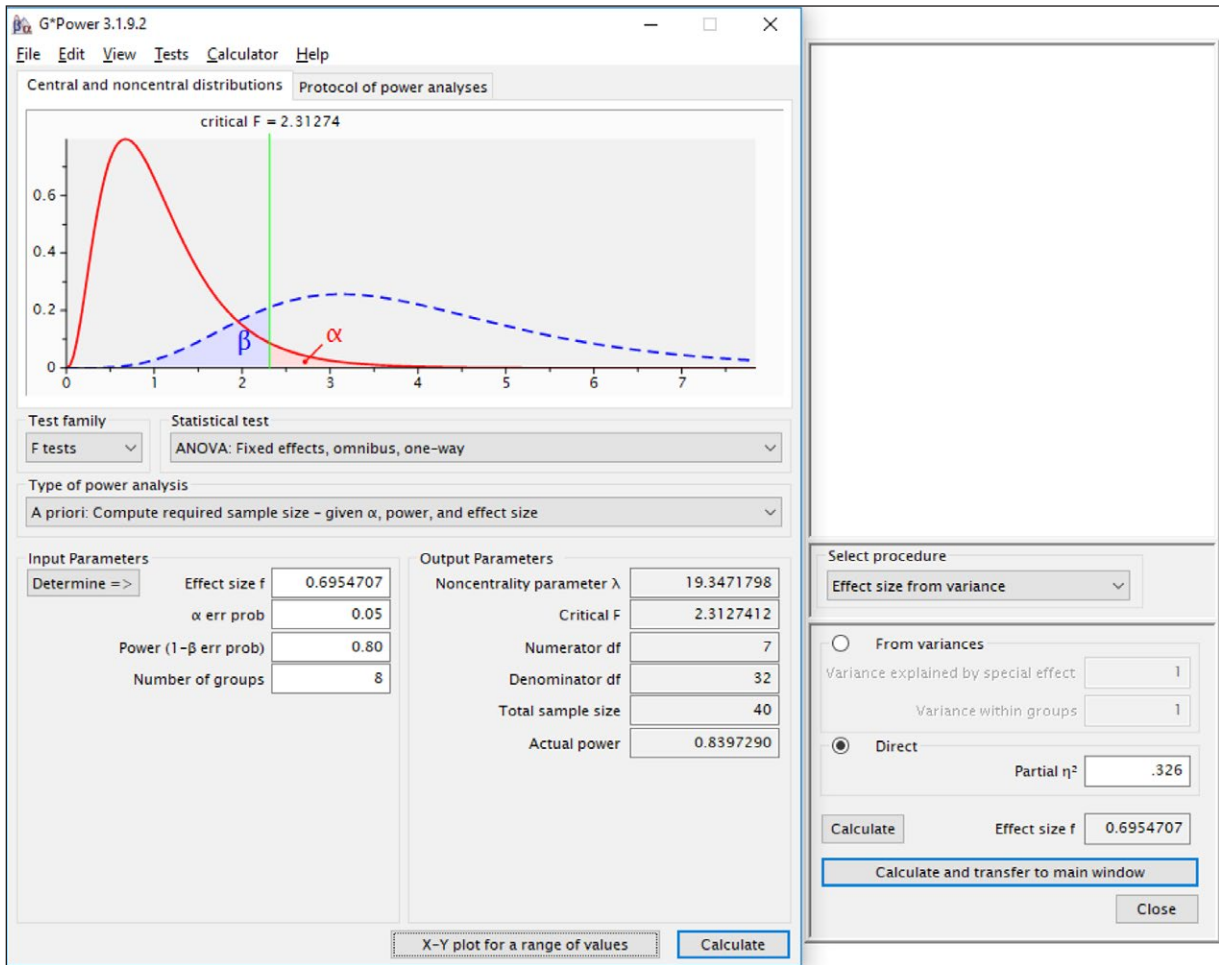 G*Power 3.1.9.2
File Edit View Tests Calculator Help
Central and noncentral distributions Protocol of power analyses
critical F = 2.31274
0.6
0.4
0.2
0
β
α
0 1 2 3 4 5 6 7
Test family Statistical test
F tests ANOVA: Fixed effects, omnibus, one-way
Type of power analysis
A priori: Compute required sample size - given α, power, and effect size
Input Parameters
Determine => Effect size f 0.6954707
α err prob 0.05
Power (1-β err prob) 0.80
Number of groups 8
Output Parameters
Noncentrality parameter λ 19.3471798
Critical F 2.3127412
Numerator df 7
Denominator df 32
Total sample size 40
Actual power 0.8397290
X-Y plot for a range of values Calculate
Select procedure
Effect size from variance
From variances
Variance explained by special effect 1
Variance within groups 1
Direct
Partial η² .326
Calculate Effect size f 0.6954707
Calculate and transfer to main window
Close